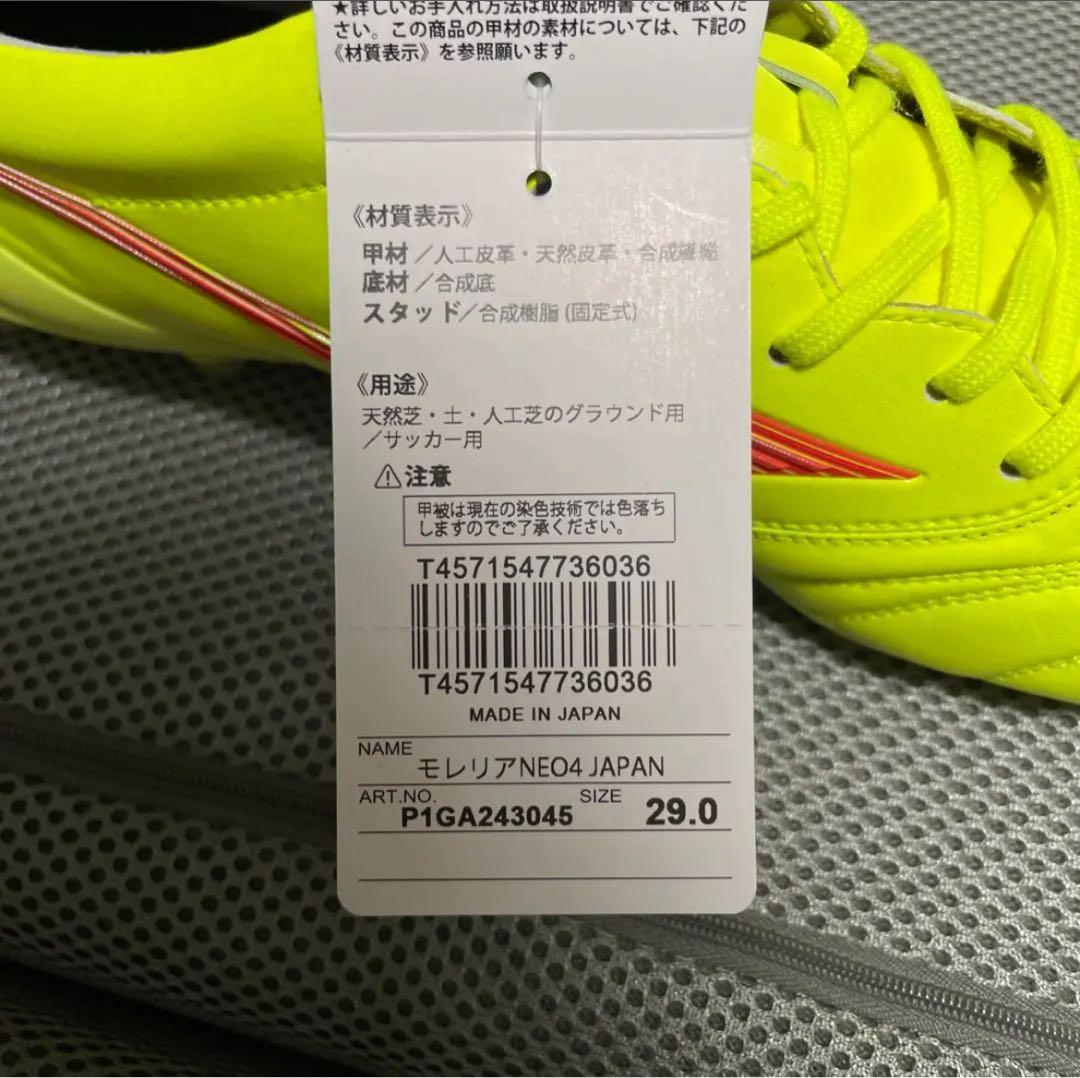 ★詳しいお手入れ方法は取扱説明書でご確認くだ
さい。この商品の甲材の素材については、下記の
《材質表示》を参照願います。
《材質表示》
甲材／人工皮革・天然皮革・合成繊維
底材／合成底
スタッド／合成樹脂(固定式)
《用途》
天然芝・土・人工芝のグラウンド用
／サッカー用
⚠注意
甲被は現在の染色技術では色落ち
しますのでご了承ください。
T4571547736036
T4571547736036
MADE IN JAPAN
NAME
モレリアNEO4 JAPAN
ART.NO. SIZE
P1GA243045 29.0